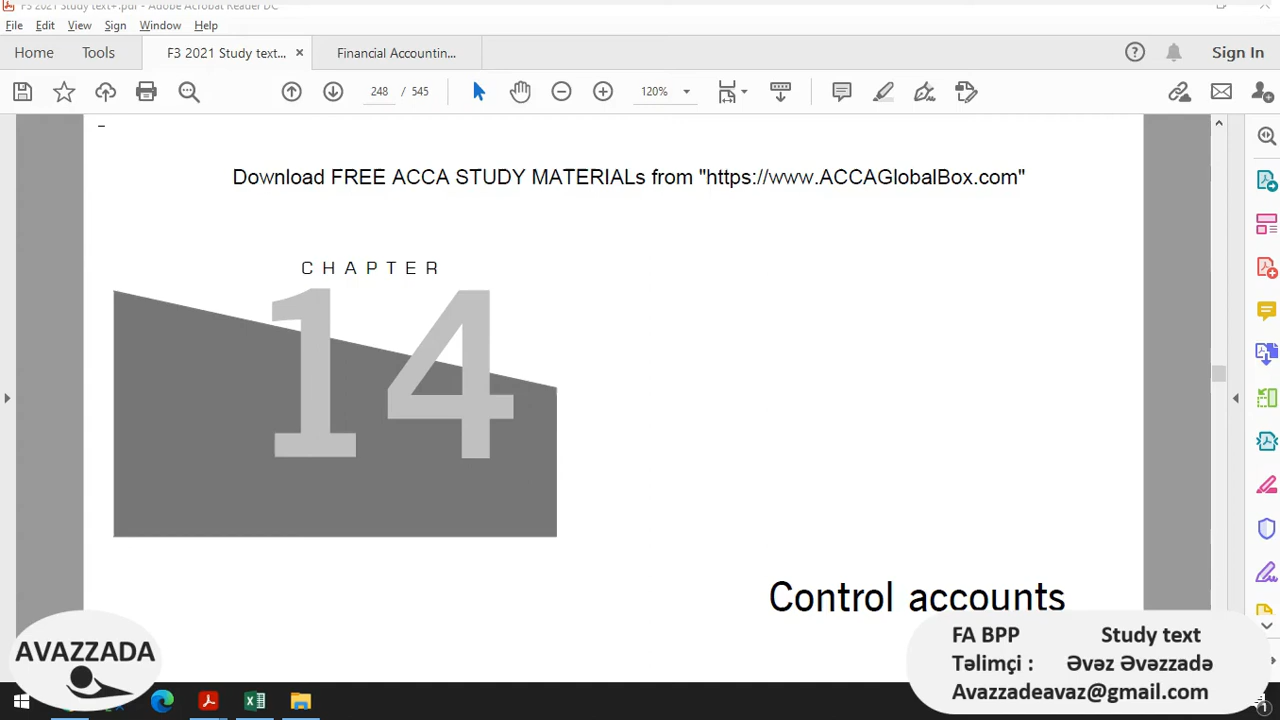 F3 2021 Study text+.pdf - Adobe Acrobat Reader DC
File Edit View Sign Window Help
Home Tools F3 2021 Study text... × Financial Accountin... Sign In
248 / 545 120%
Download FREE ACCA STUDY MATERIALs from "https://www.ACCAGlobalBox.com"
CHAPTER
14
Control accounts
AVAZZADA
FA BPP Study text
Təlimçi : Əvəz Əvəzzadə
Avazzadeavaz@gmail.com
1